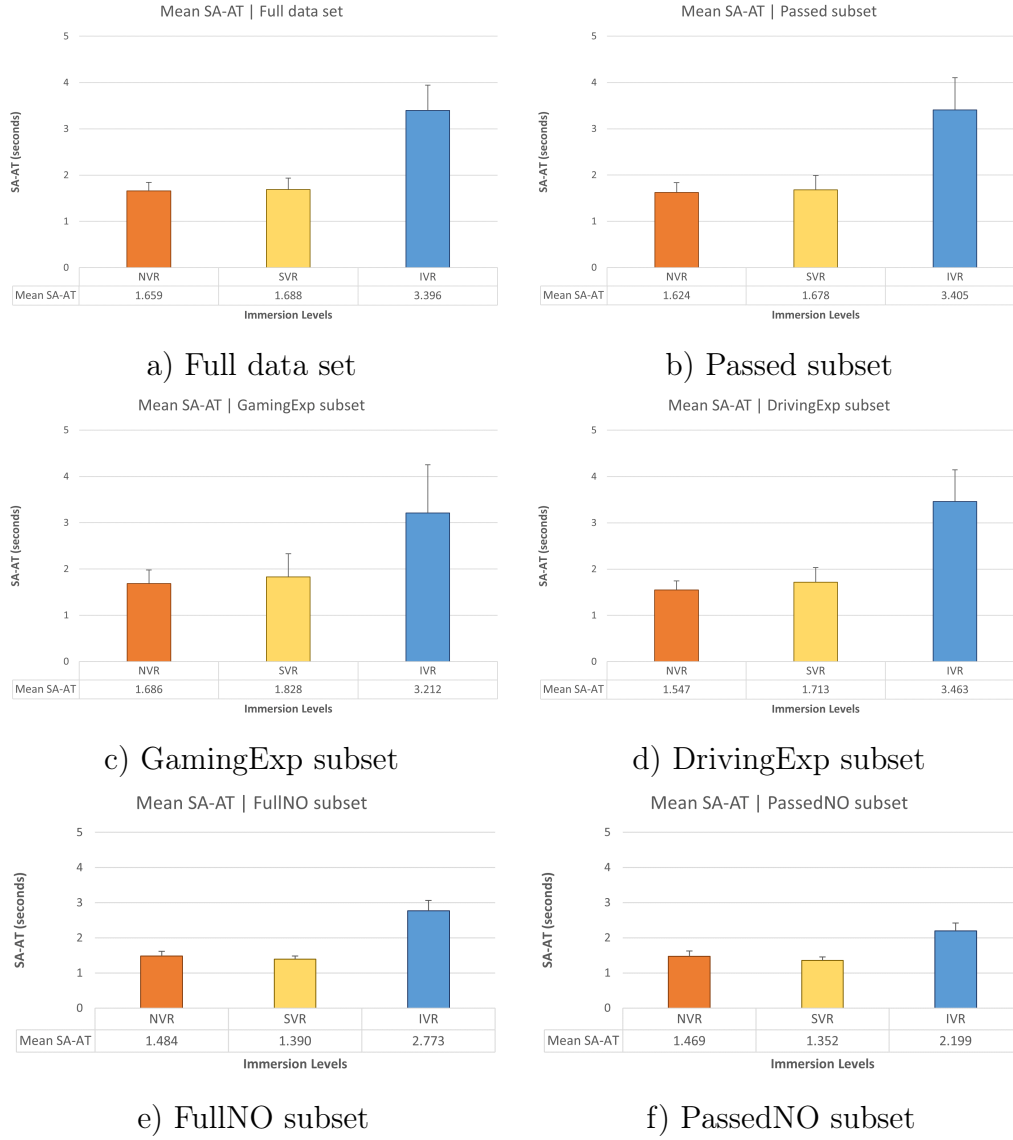 Mean SA-AT | Full data set
5
4
3
2
1
0
SA-AT (seconds)
NVR SVR IVR
Mean SA-AT 1.659 1.688 3.396
Immersion Levels
a) Full data set
Mean SA-AT | Passed subset
5
4
3
2
1
0
SA-AT (seconds)
NVR SVR IVR
Mean SA-AT 1.624 1.678 3.405
Immersion Levels
b) Passed subset
Mean SA-AT | GamingExp subset
5
4
3
2
1
0
SA-AT (seconds)
NVR SVR IVR
Mean SA-AT 1.686 1.828 3.212
Immersion Levels
c) GamingExp subset
Mean SA-AT | DrivingExp subset
5
4
3
2
1
0
SA-AT (seconds)
NVR SVR IVR
Mean SA-AT 1.547 1.713 3.463
Immersion Levels
d) DrivingExp subset
Mean SA-AT | FullNO subset
5
4
3
2
1
0
SA-AT (seconds)
NVR SVR IVR
Mean SA-AT 1.484 1.390 2.773
Immersion Levels
e) FullNO subset
Mean SA-AT | PassedNO subset
5
4
3
2
1
0
SA-AT (seconds)
NVR SVR IVR
Mean SA-AT 1.469 1.352 2.199
Immersion Levels
f) PassedNO subset